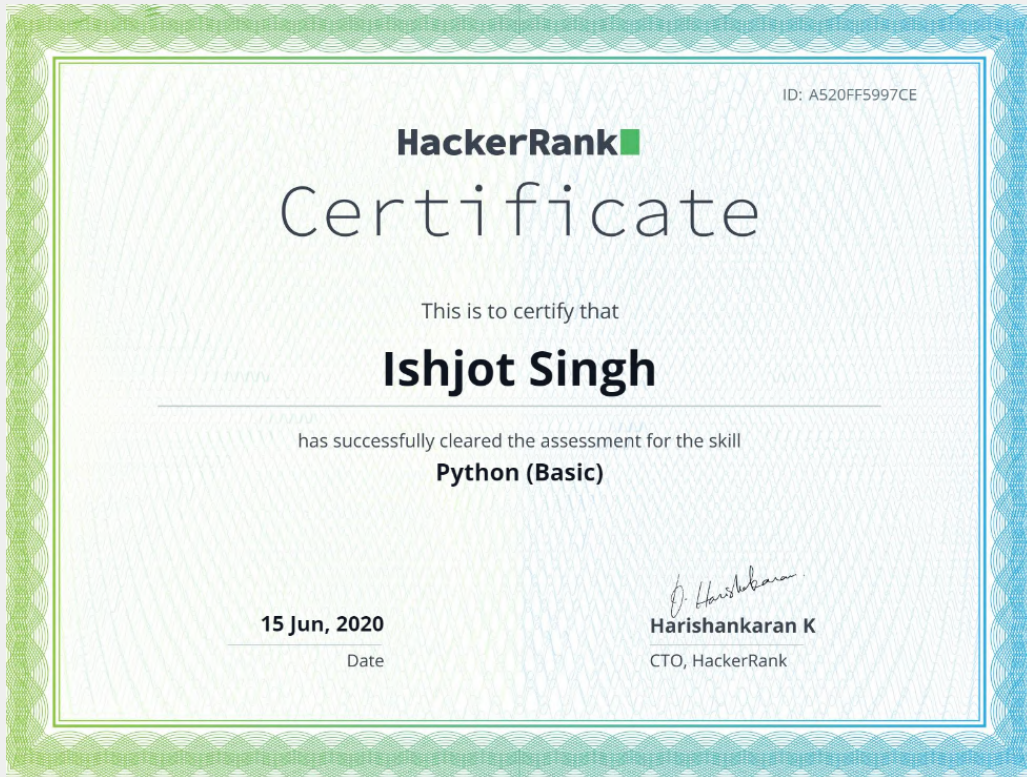 ID: A520FF5997CE
HackerRank
Certificate
This is to certify that
Ishjot Singh
has successfully cleared the assessment for the skill
Python (Basic)
15 Jun, 2020
Date
D. Harishankaran
Harishankaran K
CTO, HackerRank